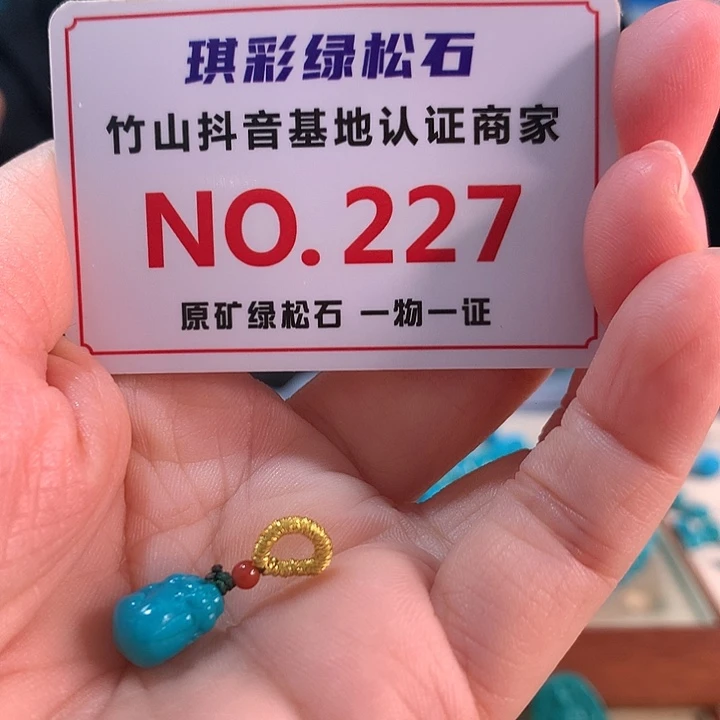 琪彩绿松石
竹山抖音基地认证商家
NO. 227
原矿绿松石 一物一证